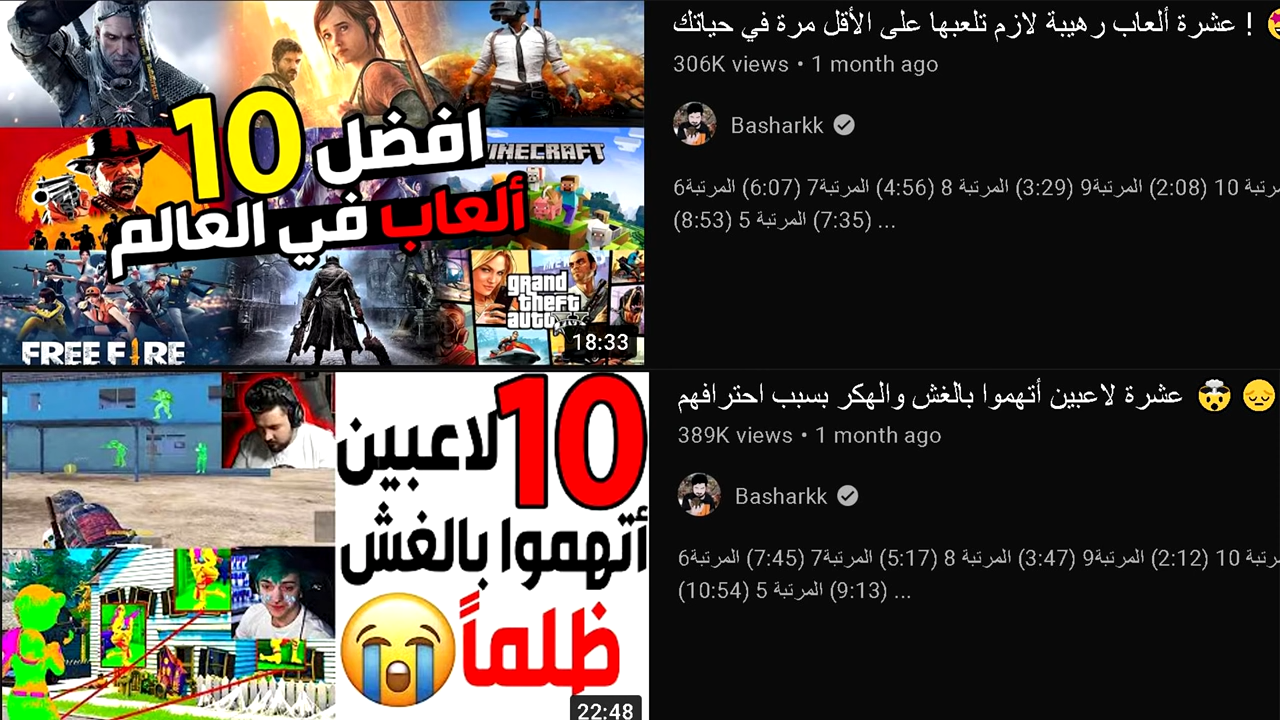 افضل 10
ألعاب في العالم
MINECRAFT
grand
theft
auto
V
FREE FIRE
18:33
عشرة ألعاب رهيبة لازم تلعبها على الأقل مرة في حياتك !
306K views • 1 month ago
Basharkk
10 (2:08) المرتبة9 (3:29) المرتبة 8 (4:56) المرتبة7 (6:07) المرتبة6
(7:35) المرتبة 5 (8:53) ...
10 لاعبين
أتهموا بالغش
ظلماً
😭
22:48
عشرة لاعبين أتهموا بالغش والهكر بسبب احترافهم 🤯 😔
389K views • 1 month ago
Basharkk
10 (2:12) المرتبة9 (3:47) المرتبة 8 (5:17) المرتبة7 (7:45) المرتبة6
(9:13) المرتبة 5 (10:54) ...